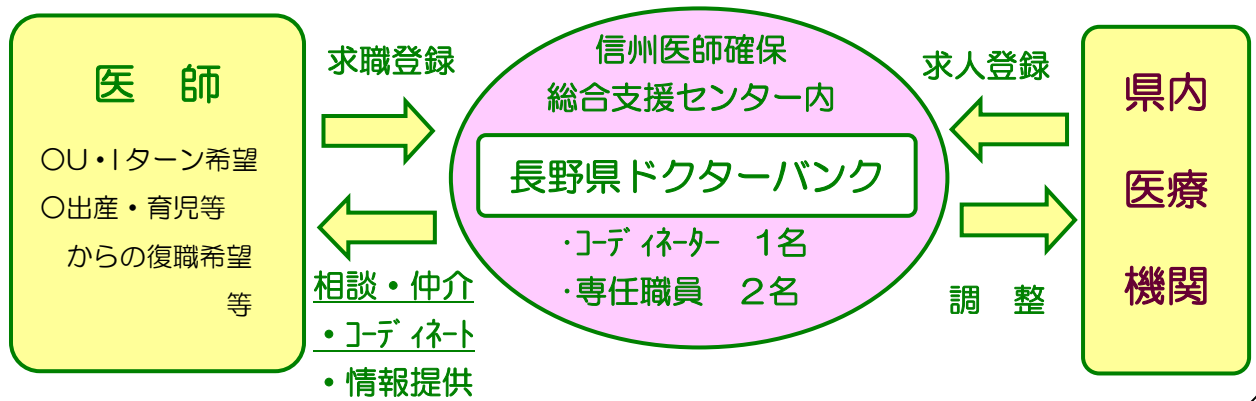 医　師
○U・Iターン希望
○出産・育児等
からの復職希望
等
求職登録
相談・仲介
・ｺｰﾃﾞｨﾈｰﾄ
・情報提供
信州医師確保
総合支援センター内
長野県ドクターバンク
・ｺｰﾃﾞｨﾈｰﾀｰ　１名
・専任職員　２名
求人登録
調　整
県内
医療
機関